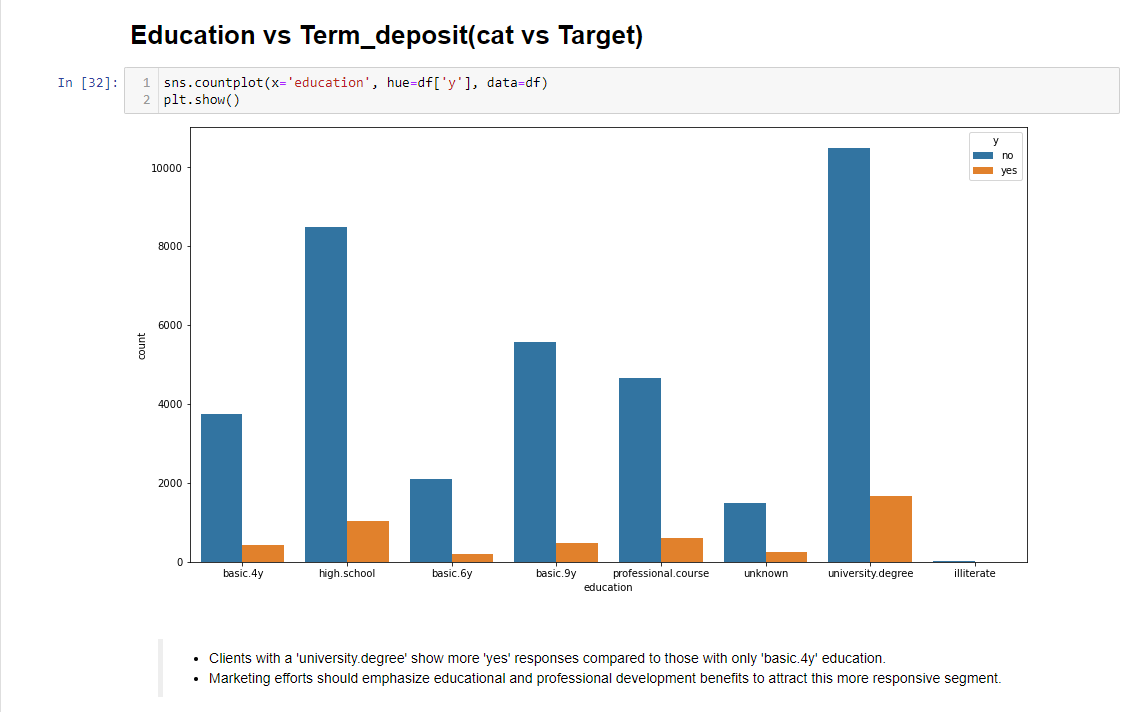 Education vs Term_deposit(cat vs Target)
In [32]:
1 sns.countplot(x='education', hue=df['y'], data=df)
2 plt.show()
y
no
yes
10000
8000
6000
4000
2000
0
count
basic.4y high.school basic.6y basic.9y professional.course unknown university.degree illiterate
education
• Clients with a 'university.degree' show more 'yes' responses compared to those with only 'basic.4y' education.
• Marketing efforts should emphasize educational and professional development benefits to attract this more responsive segment.